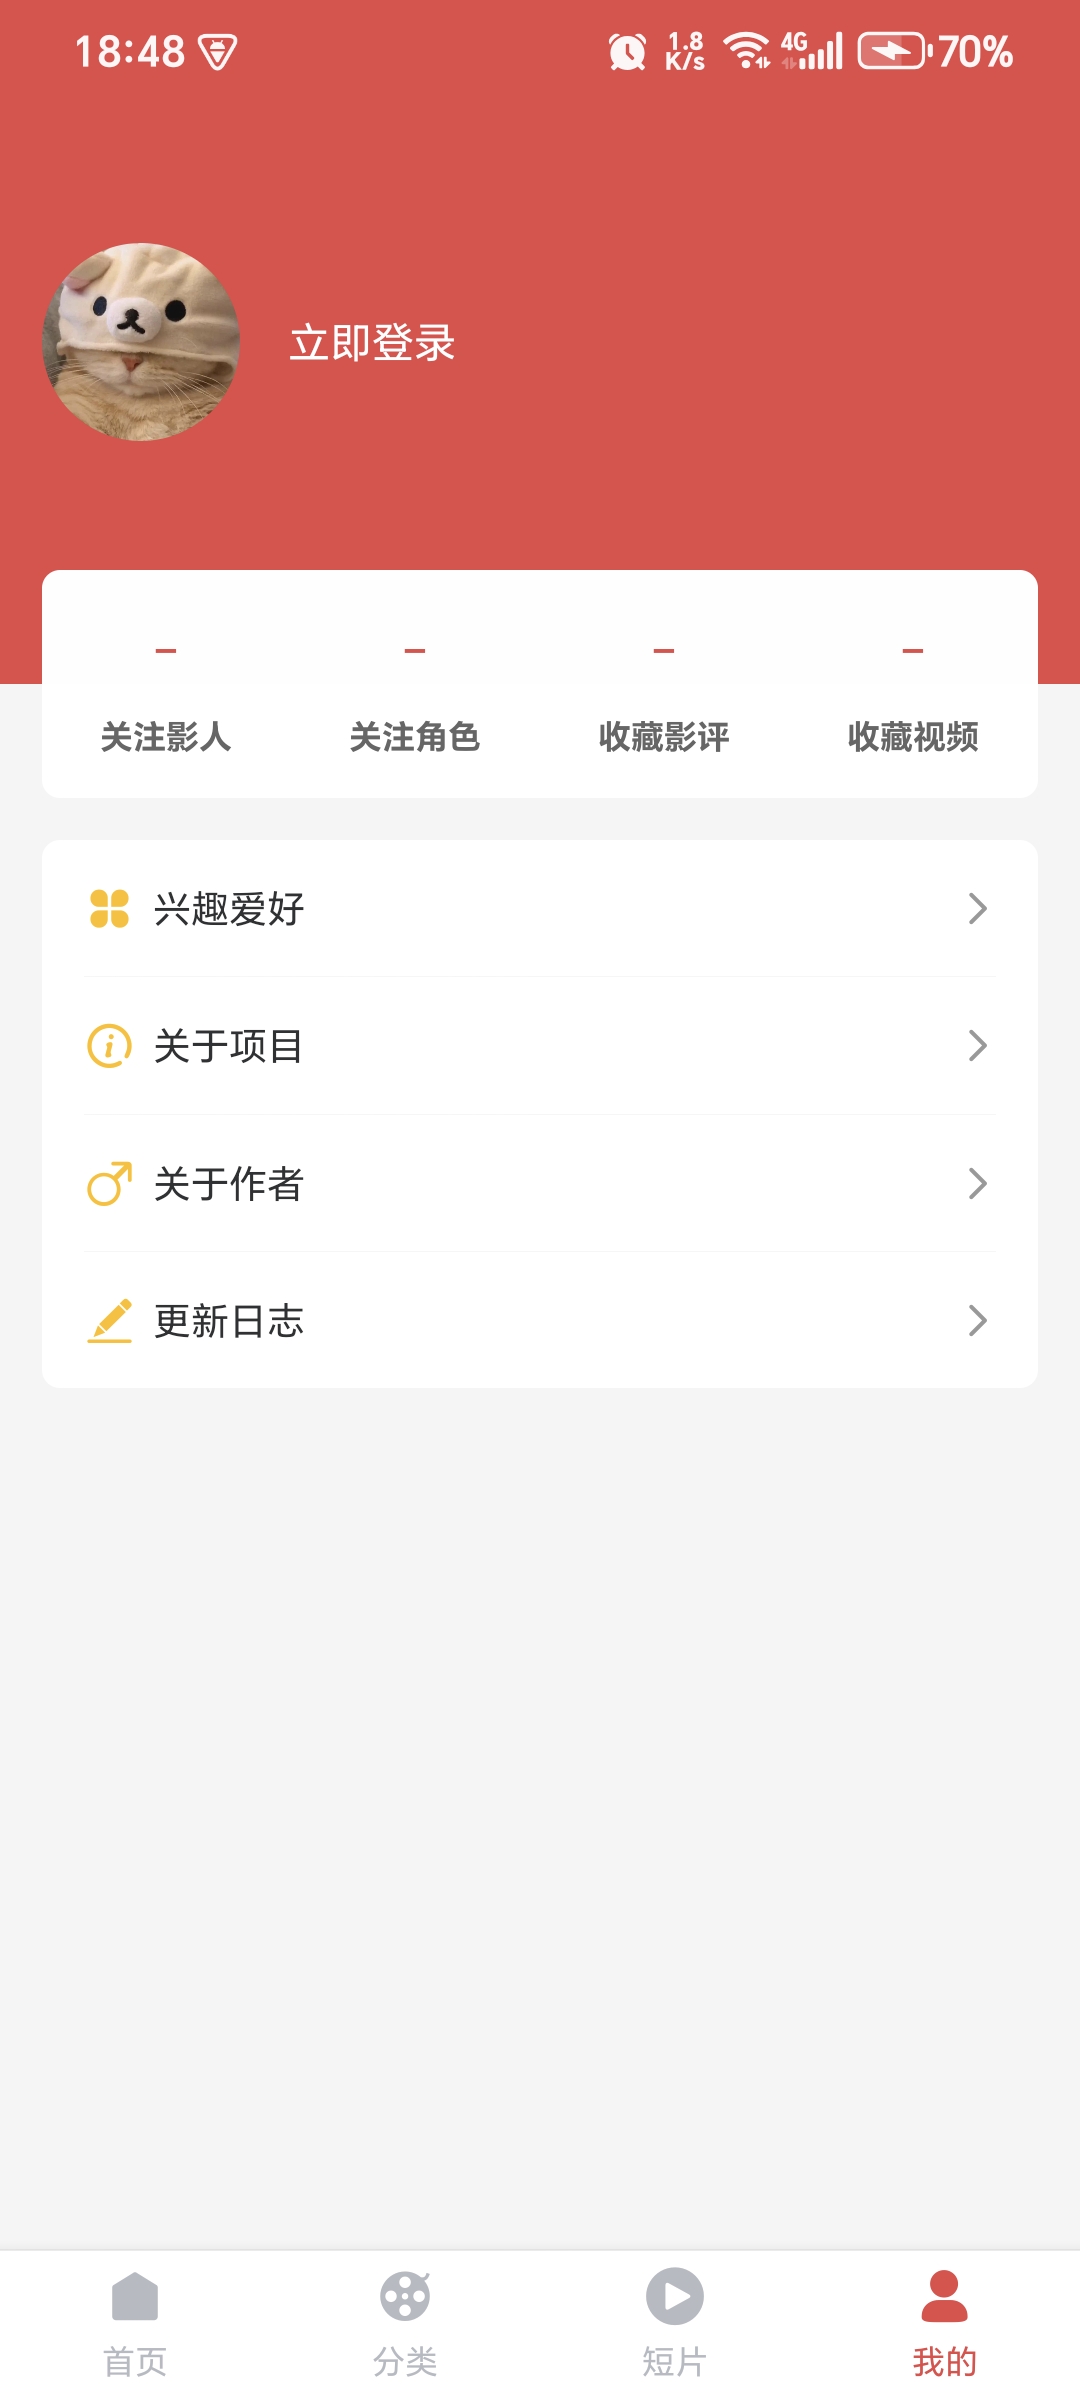 18:48 1.8 K/s 4G 70%
立即登录
– – – –
关注影人 关注角色 收藏影评 收藏视频
兴趣爱好
关于项目
关于作者
更新日志
首页 分类 短片 我的